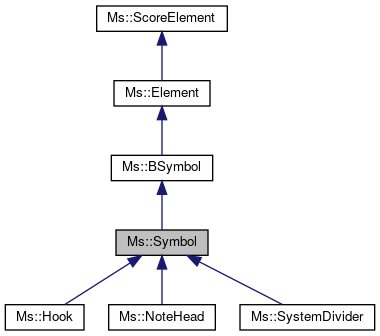 Ms::ScoreElement
Ms::Element
Ms::BSymbol
Ms::Symbol
Ms::Hook
Ms::NoteHead
Ms::SystemDivider